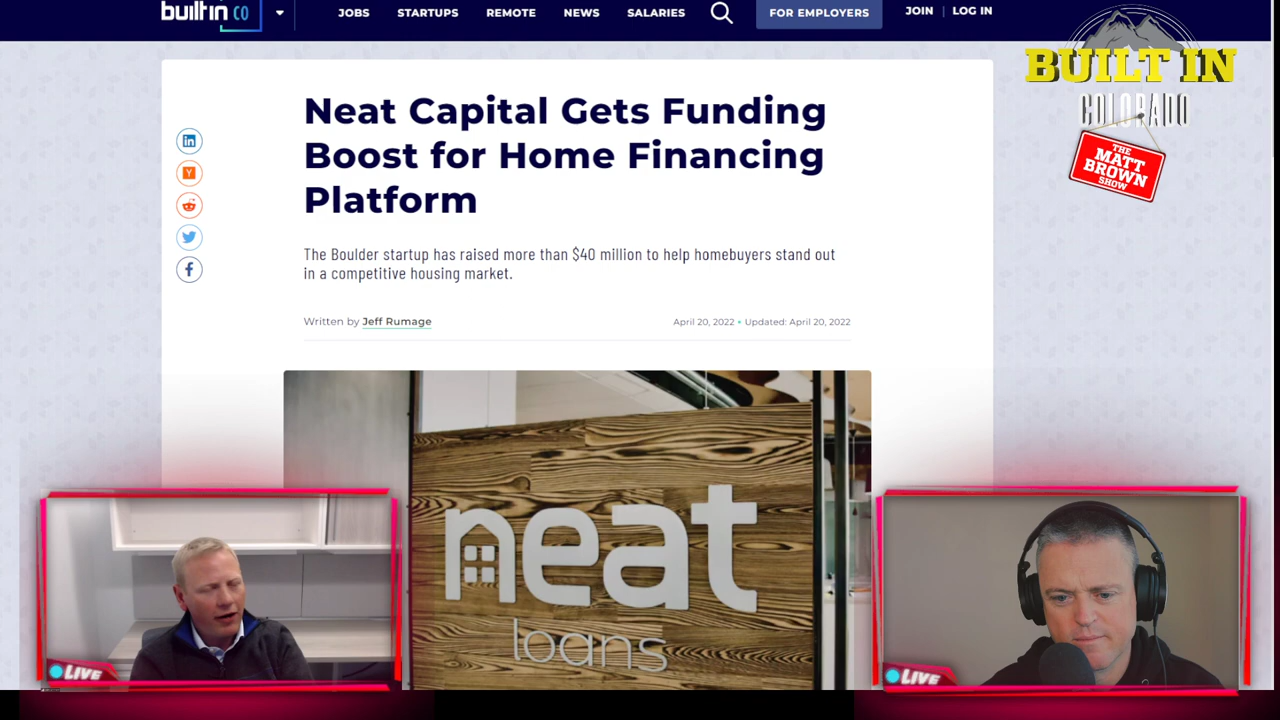 builtin CO
JOBS
STARTUPS
REMOTE
NEWS
SALARIES
FOR EMPLOYERS
JOIN | LOG IN
BUILT IN
COLORADO
THE
MATT
BROWN
SHOW
Neat Capital Gets Funding
Boost for Home Financing
Platform
in
Y
f
The Boulder startup has raised more than $40 million to help homebuyers stand out
in a competitive housing market.
Written by Jeff Rumage
April 20, 2022 • Updated: April 20, 2022
neat
loans
LIVE
LIVE